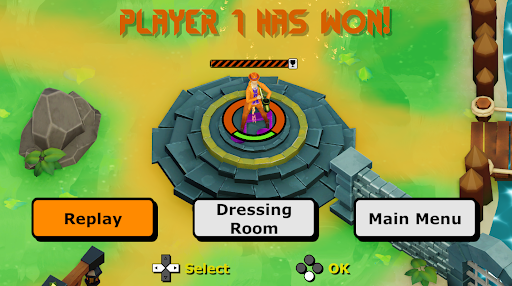 PLAYER 1 HAS WON!
Replay
Dressing
Room
Main Menu
Select
OK